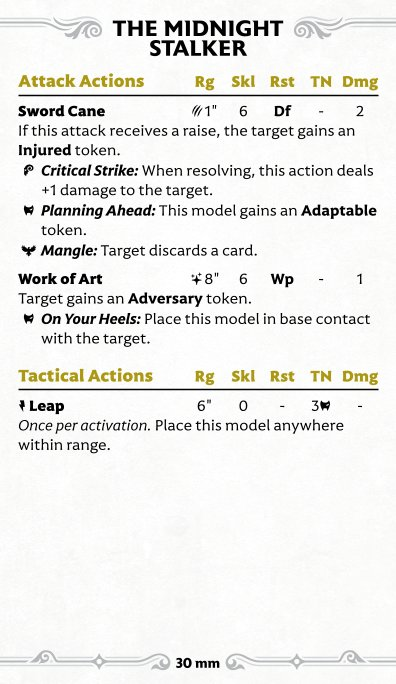 THE MIDNIGHT
STALKER
Attack Actions Rg Skl Rst TN Dmg
Sword Cane 1" 6 Df - 2
If this attack receives a raise, the target gains an
Injured token.
Critical Strike: When resolving, this action deals
+1 damage to the target.
Planning Ahead: This model gains an Adaptable
token.
Mangle: Target discards a card.
Work of Art 8" 6 Wp - 1
Target gains an Adversary token.
On Your Heels: Place this model in base contact
with the target.
Tactical Actions Rg Skl Rst TN Dmg
Leap 6" 0 - 3 -
Once per activation. Place this model anywhere
within range.
30 mm